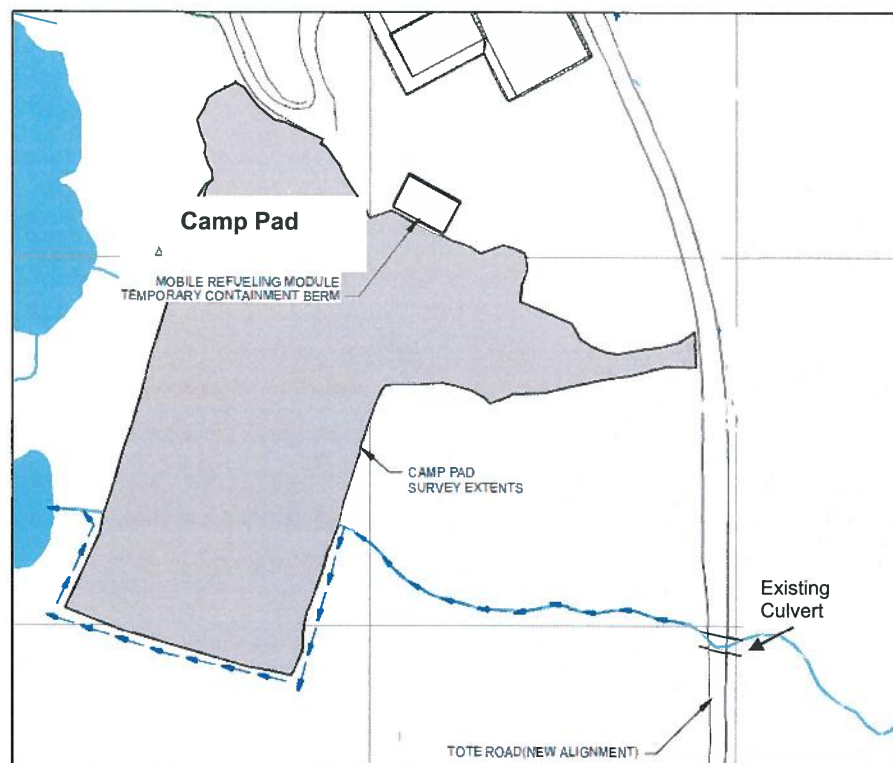 Camp Pad
MOBILE REFUELING MODULE
TEMPORARY CONTAINMENT BERM
CAMP PAD
SURVEY EXTENTS
Existing
Culvert
TOTE ROAD(NEW ALIGNMENT)